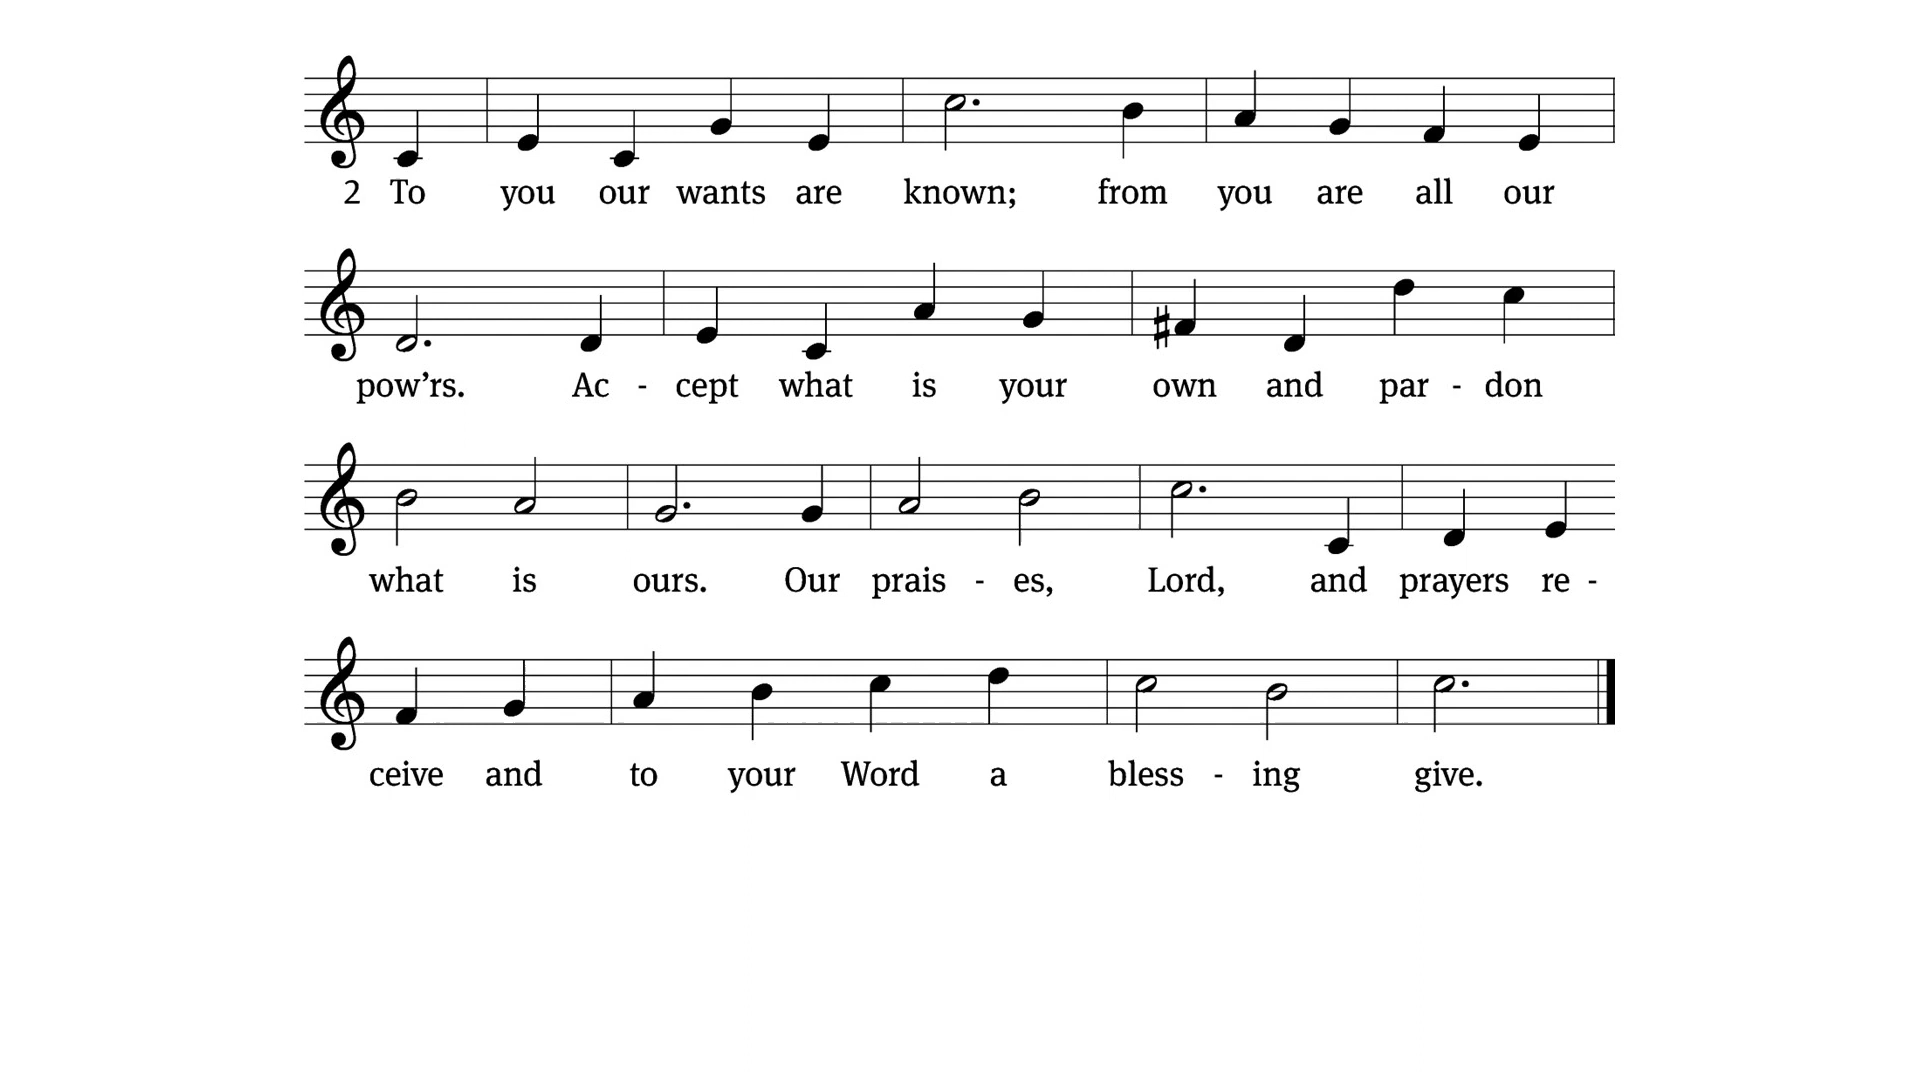 2 To you our wants are known; from you are all our
pow’rs. Ac - cept what is your own and par - don
what is ours. Our prais - es, Lord, and prayers re -
ceive and to your Word a bless - ing give.